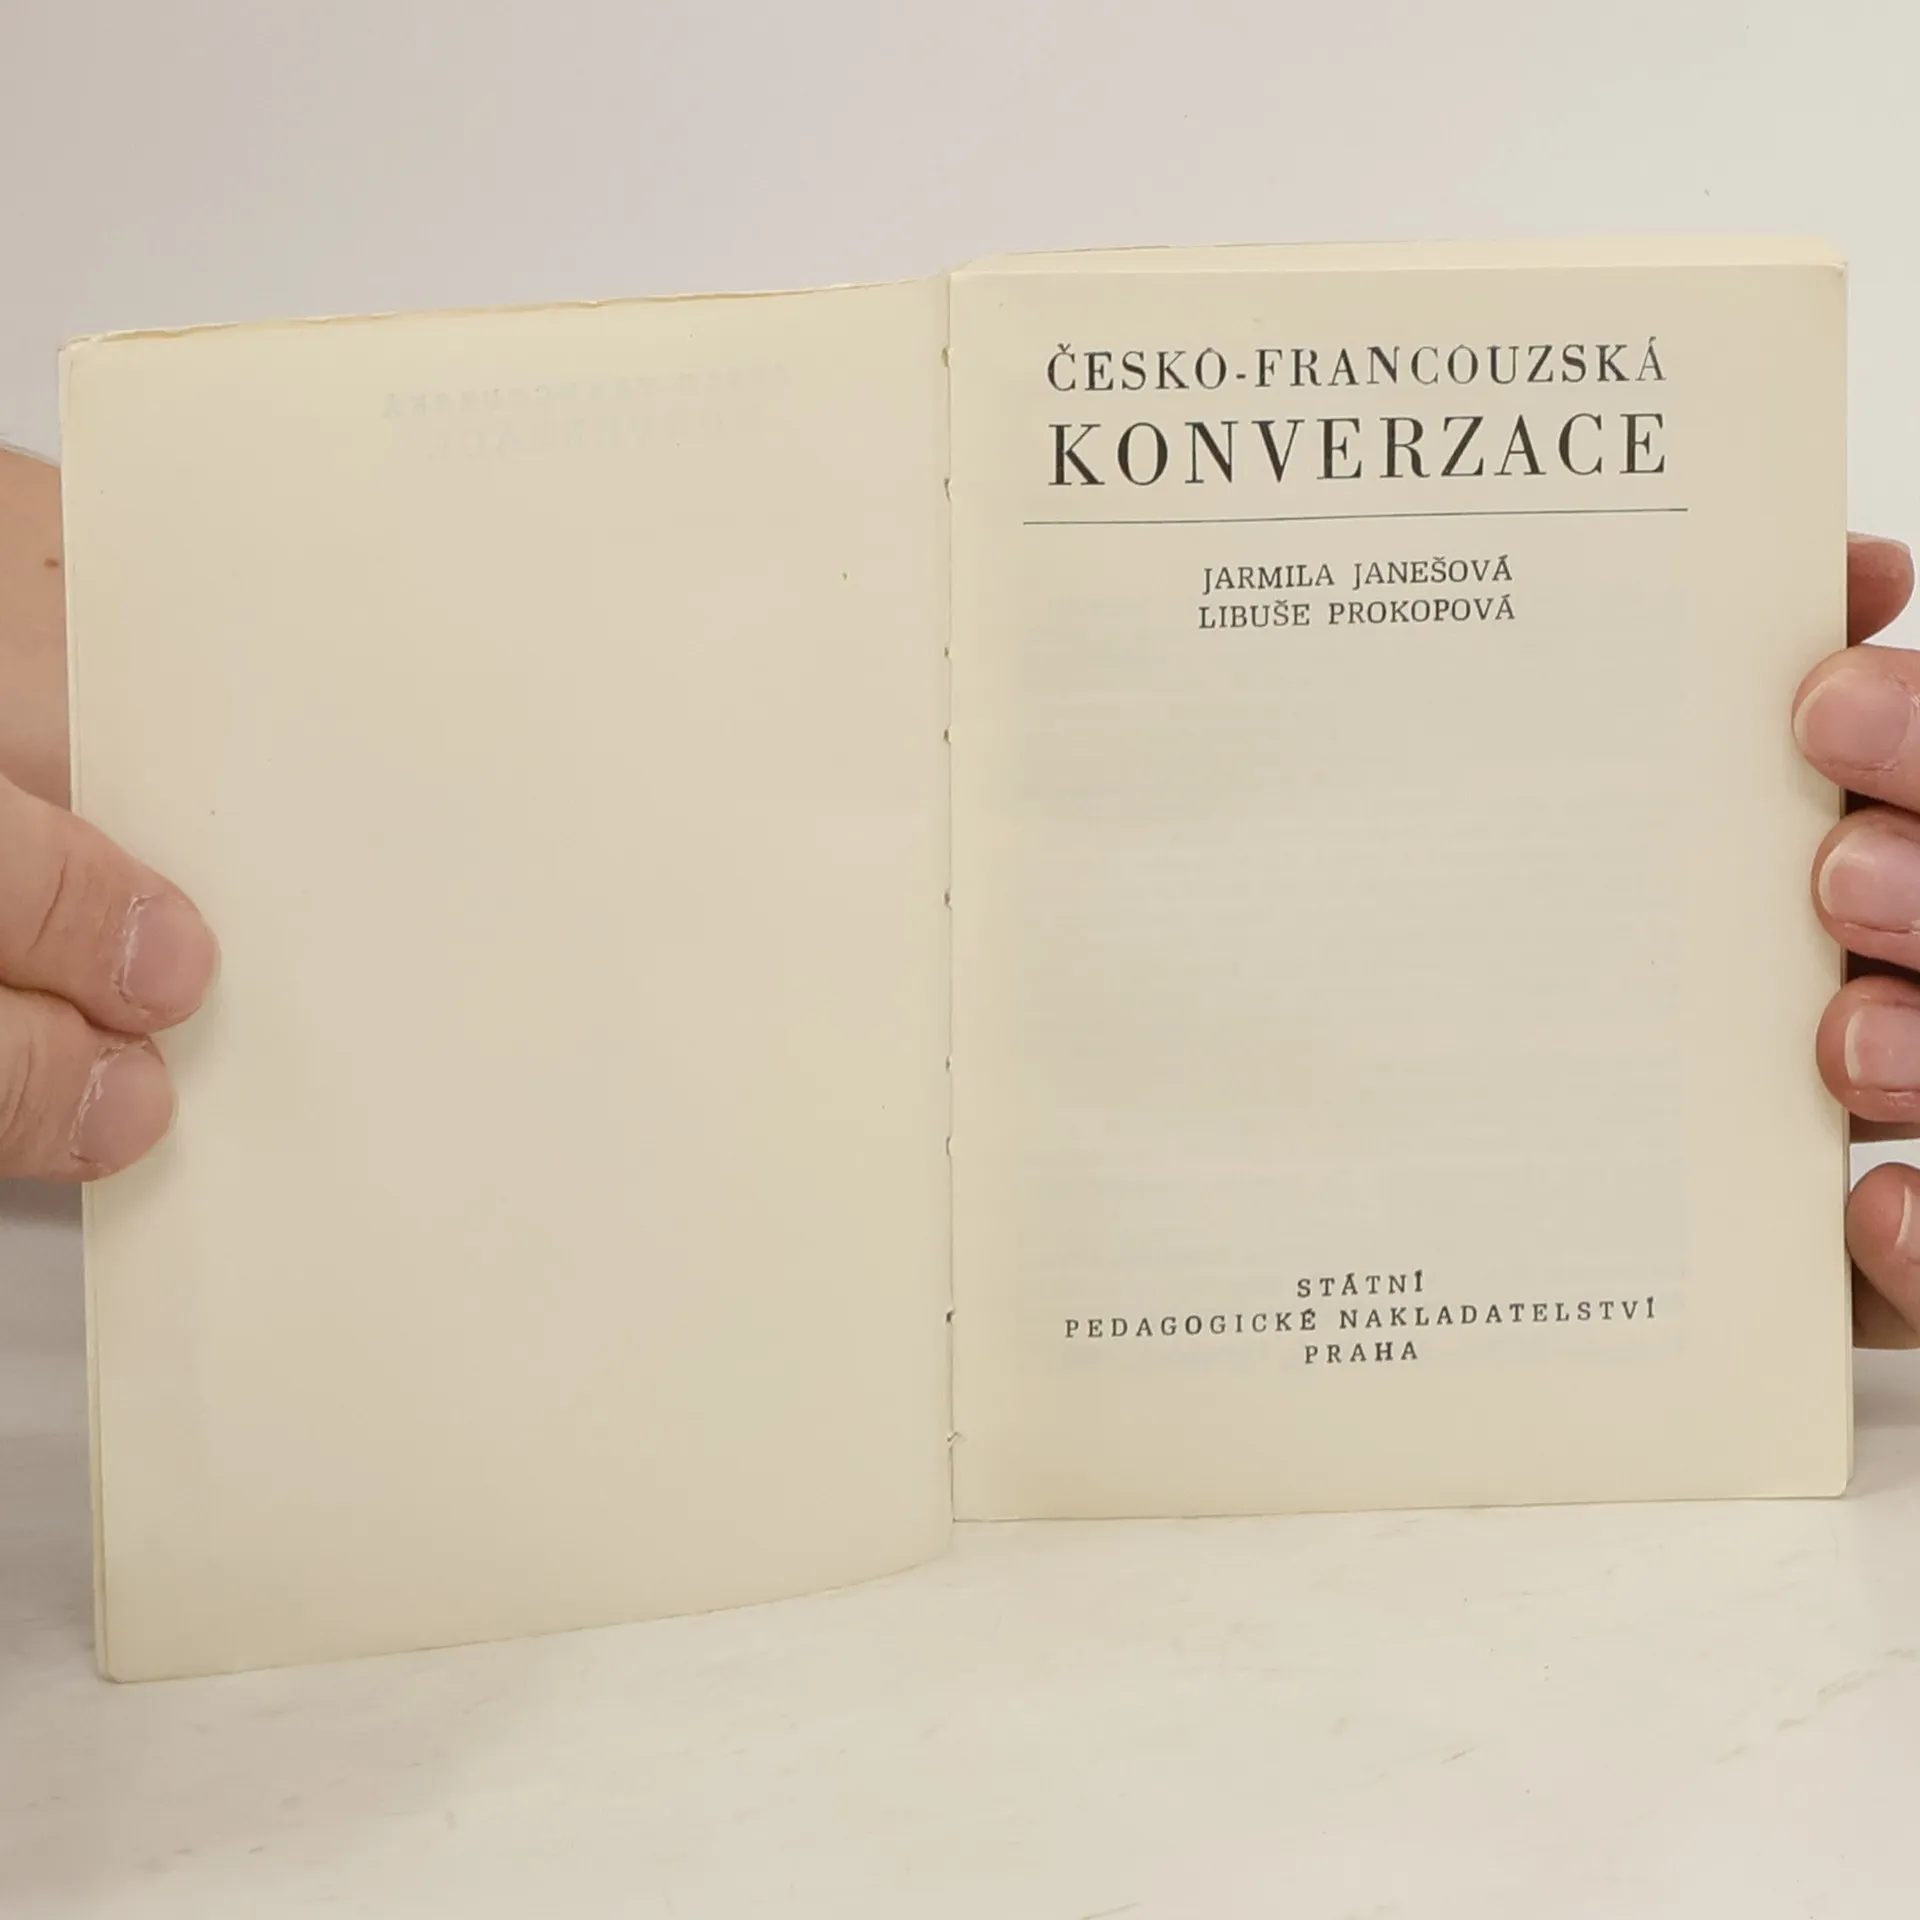 ČESKO-FRANCOUZSKÁ
KONVERZACE
JARMILA JANEŠOVÁ
LIBUŠE PROKOPOVÁ
STÁTNÍ
PEDAGOGICKÉ NAKLADATELSTVÍ
PRAHA